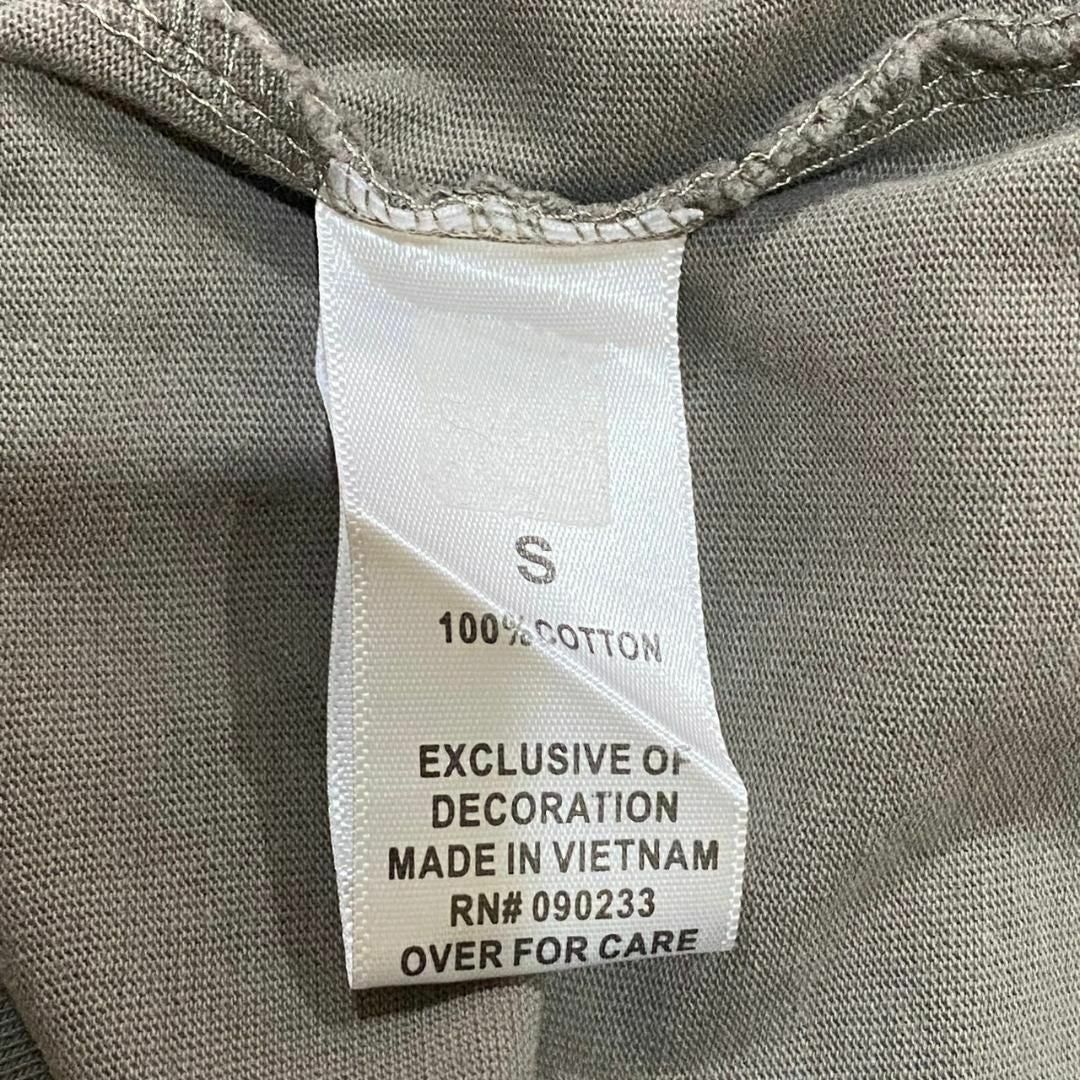 S
100% COTTON
EXCLUSIVE OF
DECORATION
MADE IN VIETNAM
RN# 090233
OVER FOR CARE